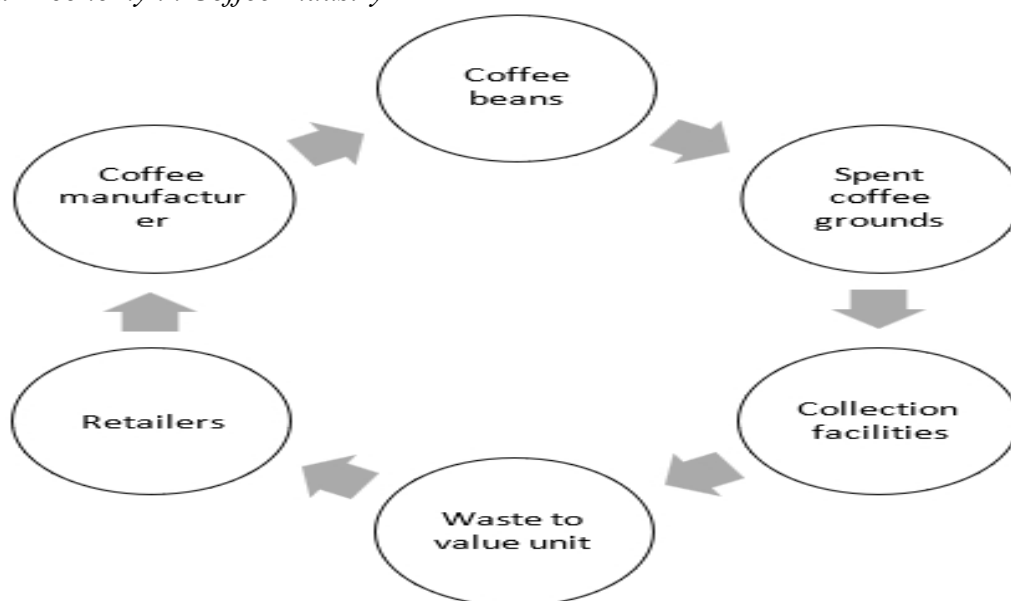 Coffee
beans
Spent
coffee
grounds
Collection
facilities
Waste to
value unit
Retailers
Coffee
manufactur
er